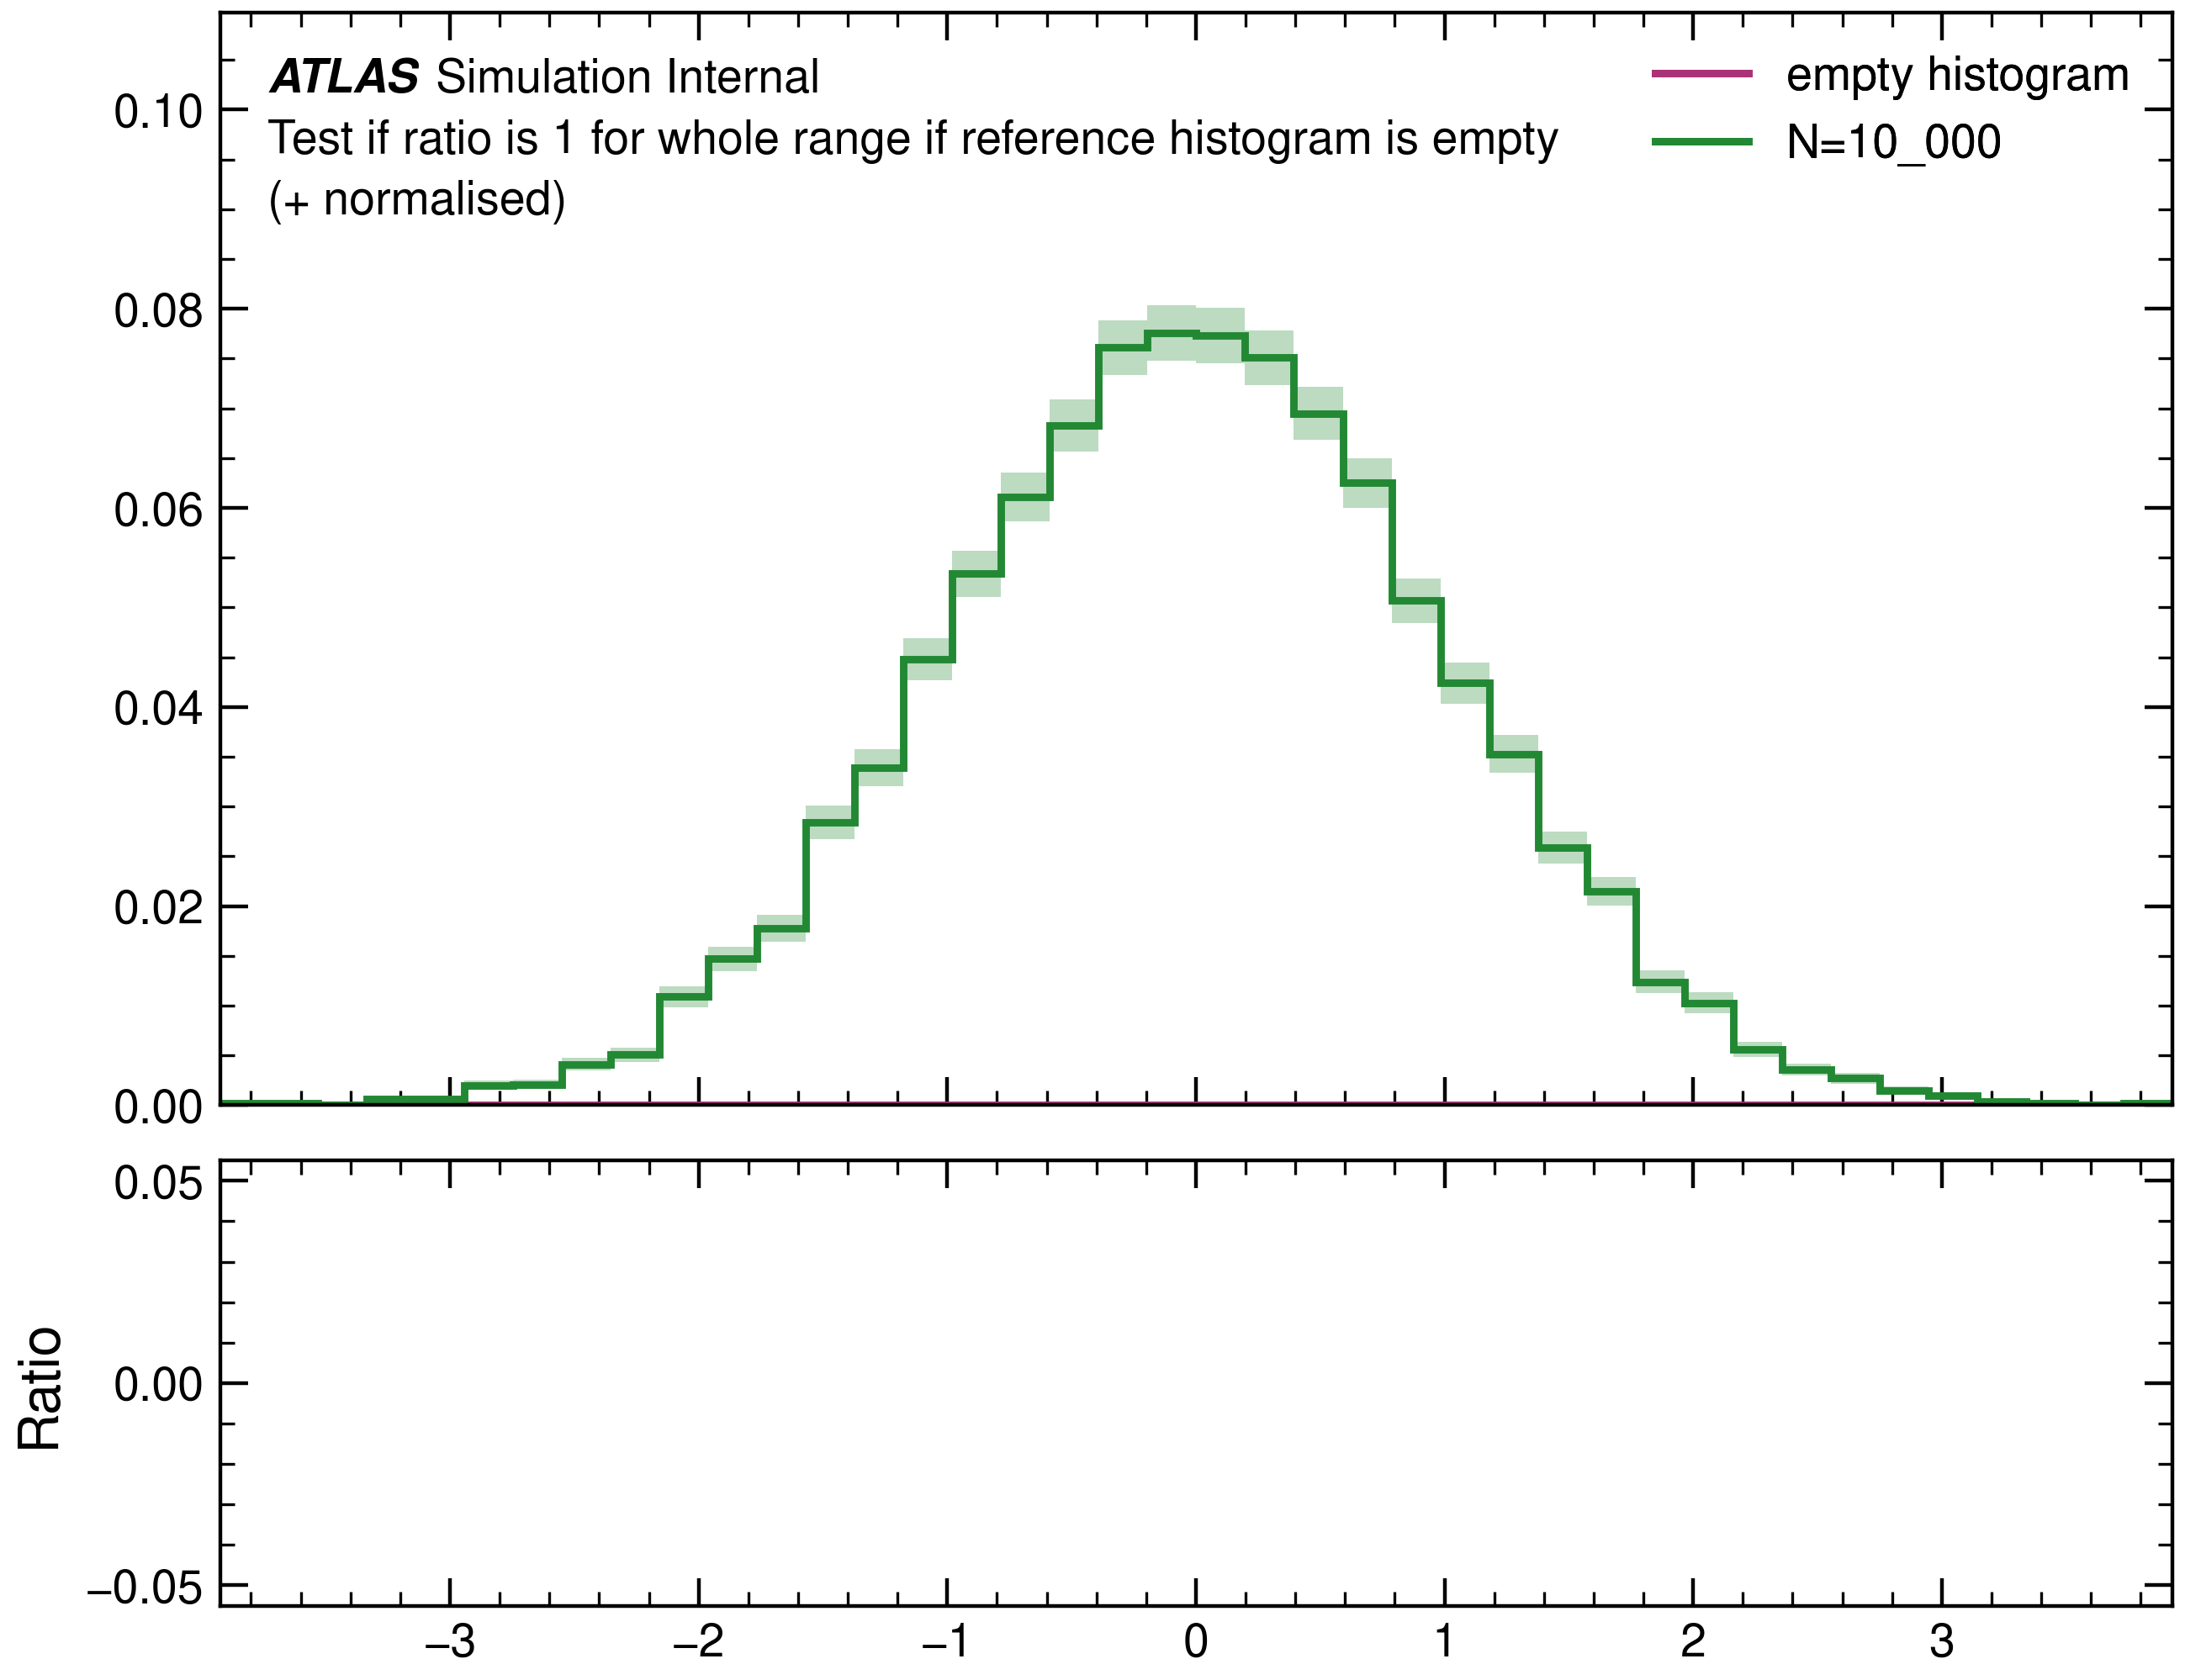 ATLAS Simulation Internal
Test if ratio is 1 for whole range if reference histogram is empty
(+ normalised)
empty histogram
N=10_000
0.10
0.08
0.06
0.04
0.02
0.00
0.05
0.00
−0.05
Ratio
−3 −2 −1 0 1 2 3